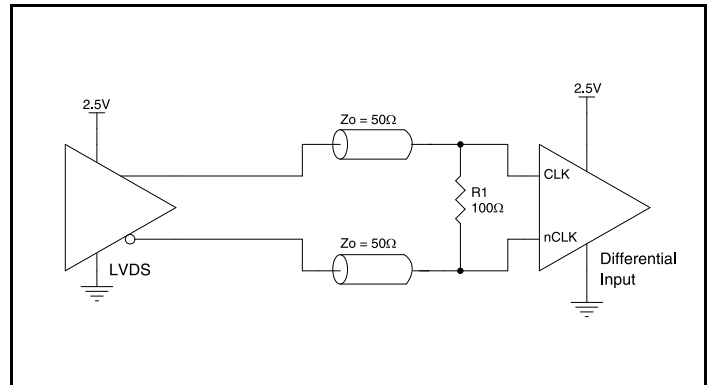 2.5V
2.5V
Zo = 50Ω
CLK
R1
100Ω
Zo = 50Ω
nCLK
LVDS
Differential
Input